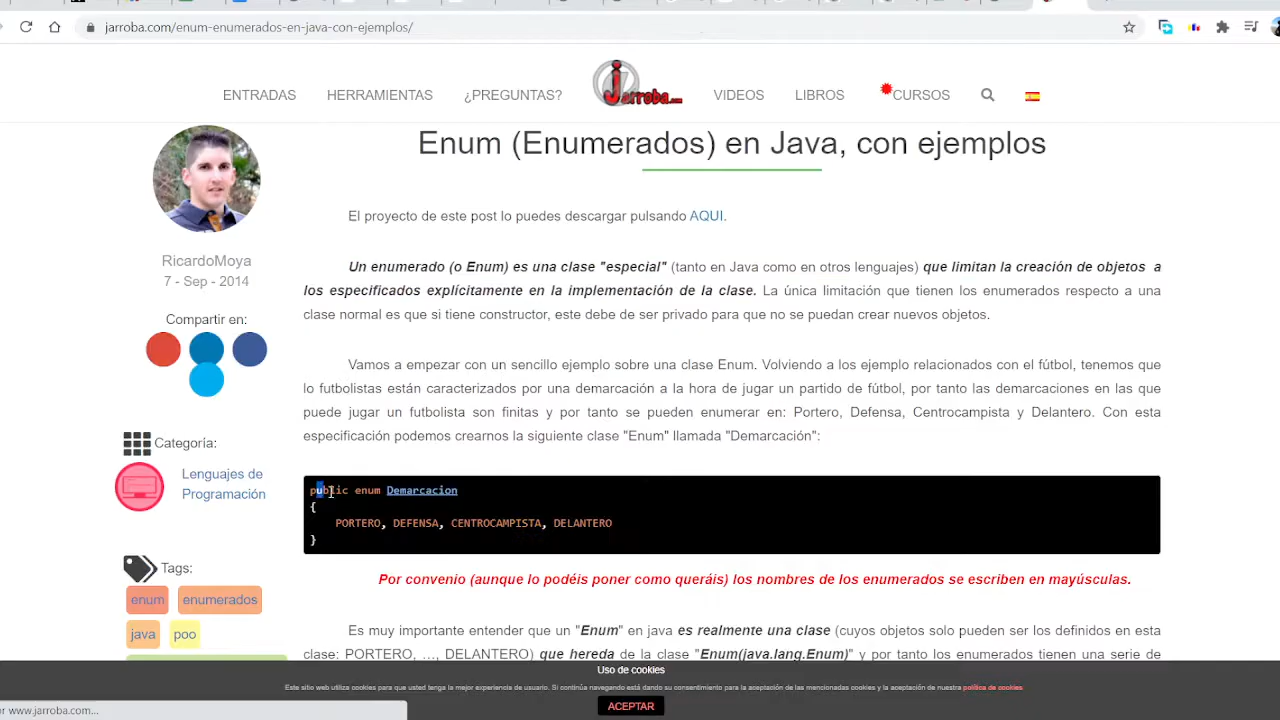 jarroba.com/enum-enumerados-en-java-con-ejemplos/
ENTRADAS HERRAMIENTAS ¿PREGUNTAS? Jarroba.com VIDEOS LIBROS CURSOS
Enum (Enumerados) en Java, con ejemplos
El proyecto de este post lo puedes descargar pulsando AQUI.
Un enumerado (o Enum) es una clase "especial" (tanto en Java como en otros lenguajes) que limitan la creación de objetos a
los especificados explícitamente en la implementación de la clase. La única limitación que tienen los enumerados respecto a una
clase normal es que si tiene constructor, este debe de ser privado para que no se puedan crear nuevos objetos.
RicardoMoya
7 - Sep - 2014
Compartir en:
Vamos a empezar con un sencillo ejemplo sobre una clase Enum. Volviendo a los ejemplo relacionados con el fútbol, tenemos que
lo futbolistas están caracterizados por una demarcación a la hora de jugar un partido de fútbol, por tanto las demarcaciones en las que
puede jugar un futbolista son finitas y por tanto se pueden enumerar en: Portero, Defensa, Centrocampista y Delantero. Con esta
especificación podemos crearnos la siguiente clase "Enum" llamada "Demarcación":
Categoría:
Lenguajes de
Programación
public enum Demarcacion
{
PORTERO, DEFENSA, CENTROCAMPISTA, DELANTERO
}
Tags:
enum enumerados
java poo
Por convenio (aunque lo podéis poner como queráis) los nombres de los enumerados se escriben en mayúsculas.
Es muy importante entender que un "Enum" en java es realmente una clase (cuyos objetos solo pueden ser los definidos en esta
clase: PORTERO, ..., DELANTERO) que hereda de la clase "Enum(java.lang.Enum)" y por tanto los enumerados tienen una serie de
Uso de cookies
Este sitio web utiliza cookies para que usted tenga la mejor experiencia de usuario. Si continúa navegando está dando su consentimiento para la aceptación de las mencionadas cookies y la aceptación de nuestra política de cookies
ACEPTAR
or www.jarroba.com...